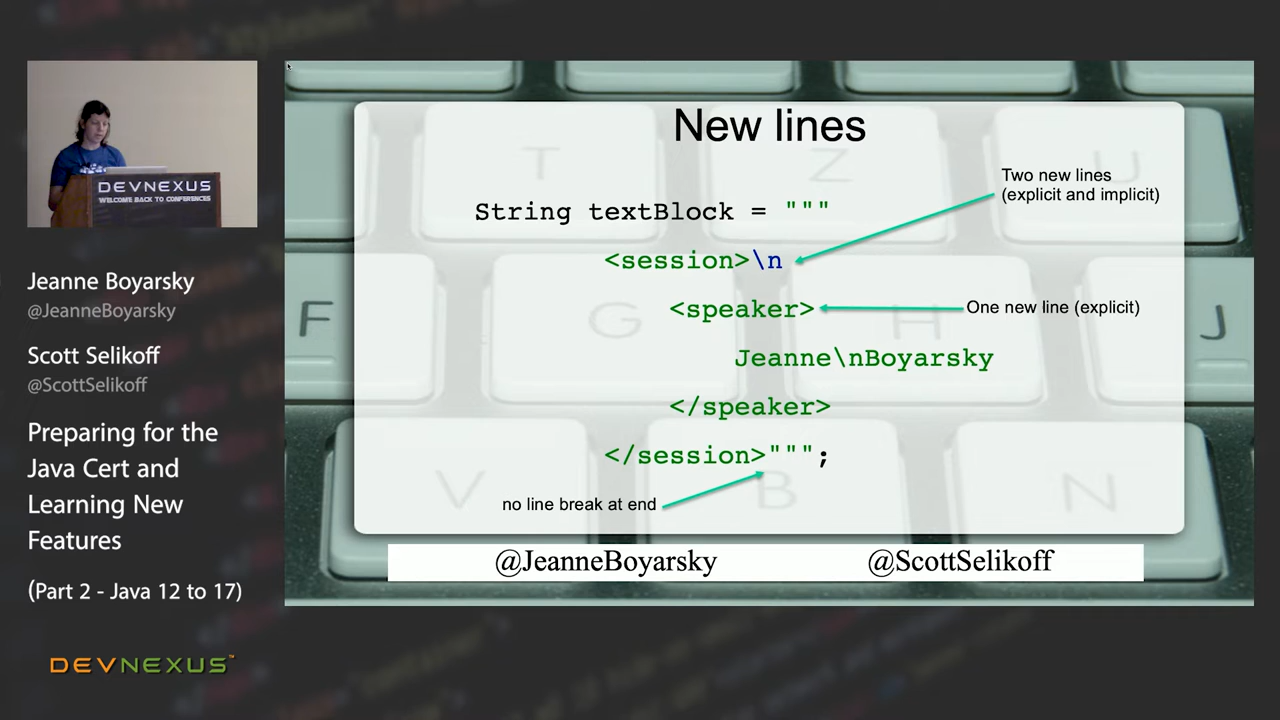 DEVNEXUS
WELCOME BACK TO CONFERENCES
Jeanne Boyarsky
@JeanneBoyarsky
Scott Selikoff
@ScottSelikoff
Preparing for the
Java Cert and
Learning New
Features
(Part 2 - Java 12 to 17)
DEVNEXUS™
New lines
Two new lines
(explicit and implicit)
String textBlock = """
<session>\n
<speaker>
One new line (explicit)
Jeanne\nBoyarsky
</speaker>
</session>""";
no line break at end
@JeanneBoyarsky
@ScottSelikoff
T
Z
U
F
G
H
J
V
B
N